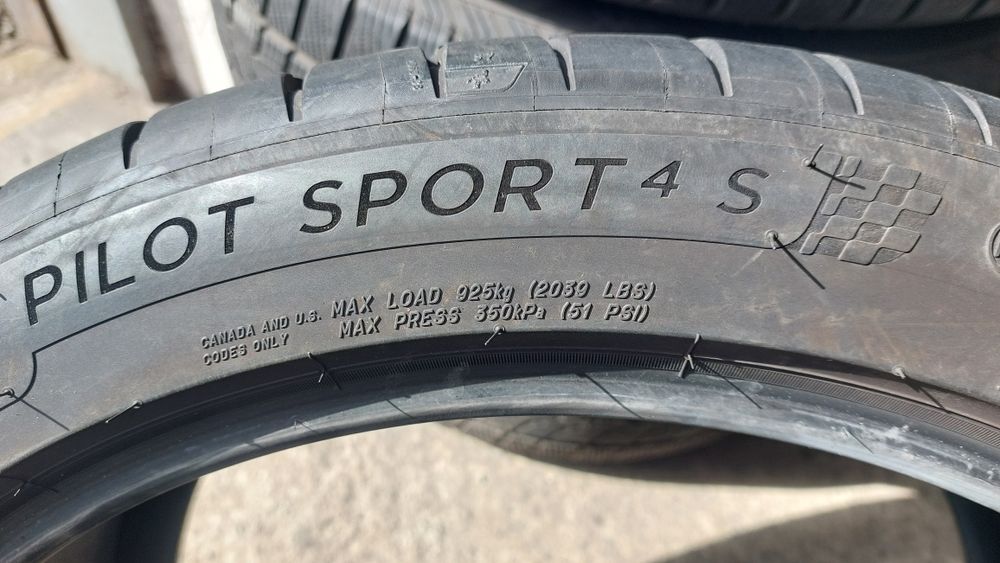 PILOT SPORT 4 S
CANADA AND U.S. CODES ONLY
MAX LOAD 925kg (2039 LBS)
MAX PRESS 350kPa (51 PSI)